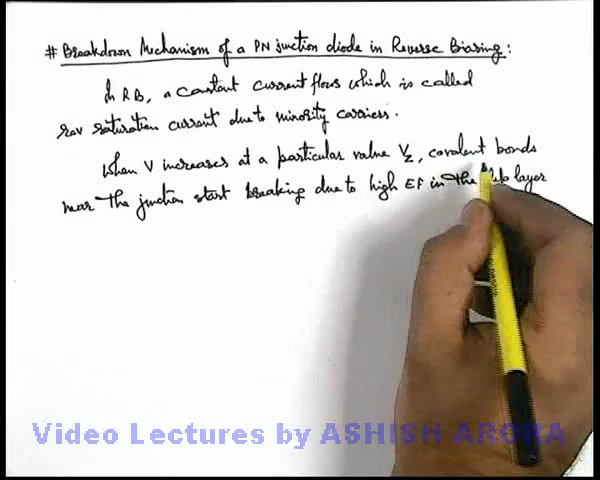 # Breakdown Mechanism of a PN junction diode in Reverse Biasing :
In RB, a constant current flows which is called
rev saturation current due to minority carriers.
When V increases at a particular value Vz, covalent bonds
near the junction start breaking due to high EF in the dep layer
Video Lectures by ASHISH ARORA